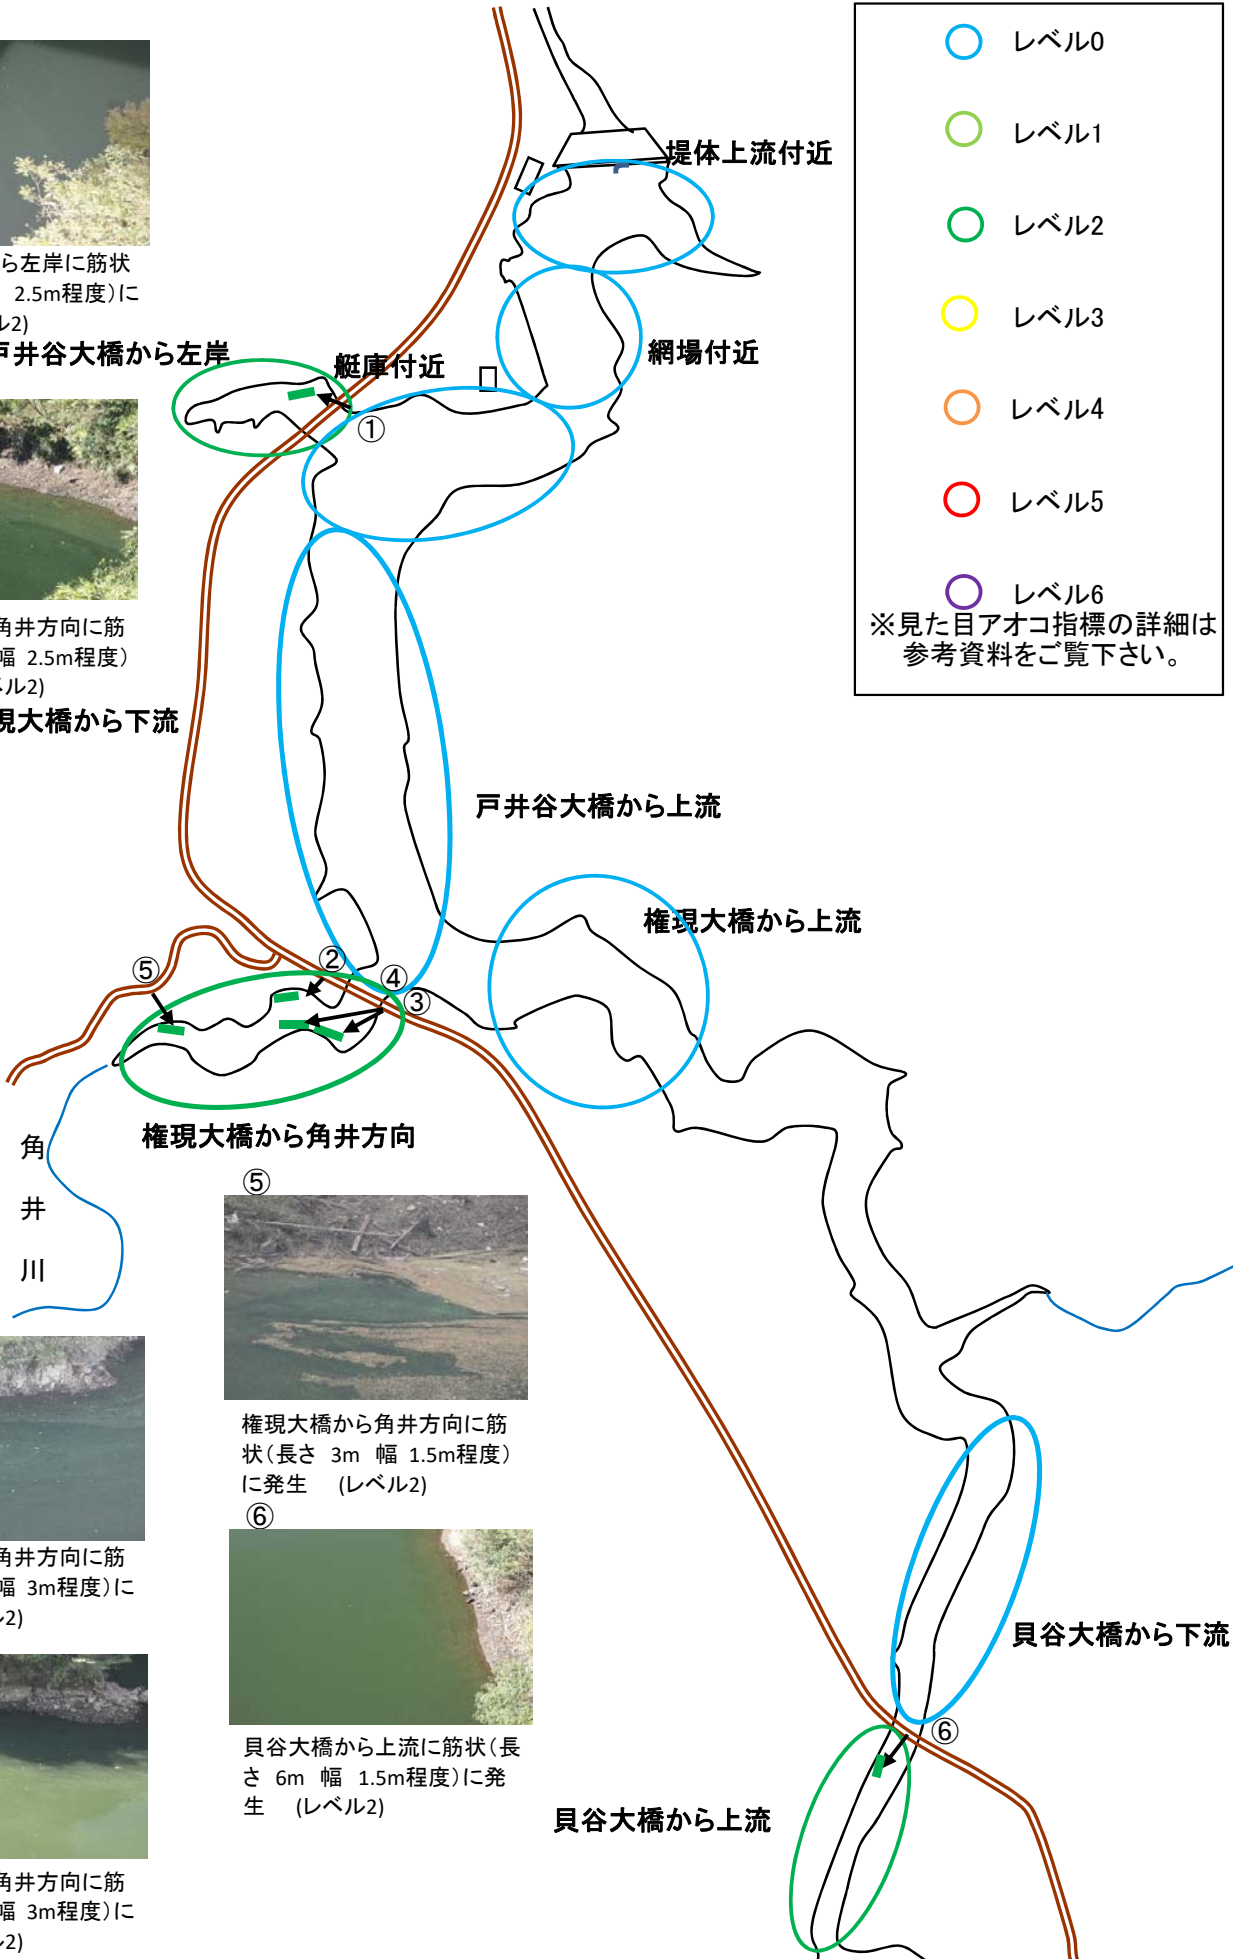 レベル0
レベル1
レベル2
レベル3
レベル4
レベル5
レベル6
※見た目アオコ指標の詳細は
参考資料をご覧下さい。
堤体上流付近
ら左岸に筋状
2.5m程度)に
ル2)
戸井谷大橋から左岸
艇庫付近
網場付近
①
角井方向に筋
幅 2.5m程度)
ベル2)
現大橋から下流
戸井谷大橋から上流
権現大橋から上流
②
④
③
⑤
権現大橋から角井方向
角
井
川
⑤
権現大橋から角井方向に筋
状(長さ 3m 幅 1.5m程度)
に発生 (レベル2)
⑥
角井方向に筋
幅 3m程度)に
ル2)
貝谷大橋から下流
⑥
貝谷大橋から上流に筋状(長
さ 6m 幅 1.5m程度)に発
生 (レベル2)
貝谷大橋から上流
角井方向に筋
幅 3m程度)に
ル2)